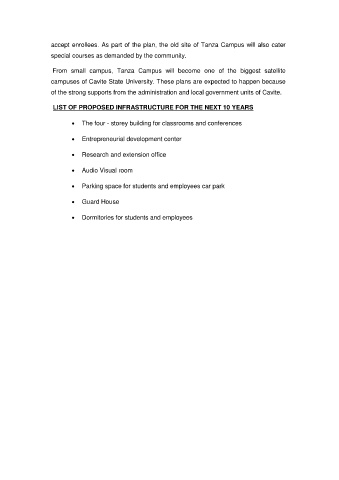 accept enrollees. As part of the plan, the old site of Tanza Campus will also cater
special courses as demanded by the community.
From small campus, Tanza Campus will become one of the biggest satellite
campuses of Cavite State University. These plans are expected to happen because
of the strong supports from the administration and local government units of Cavite.
LIST OF PROPOSED INFRASTRUCTURE FOR THE NEXT 10 YEARS
• The four - storey building for classrooms and conferences
• Entrepreneurial development center
• Research and extension office
• Audio Visual room
• Parking space for students and employees car park
• Guard House
• Dormitories for students and employees